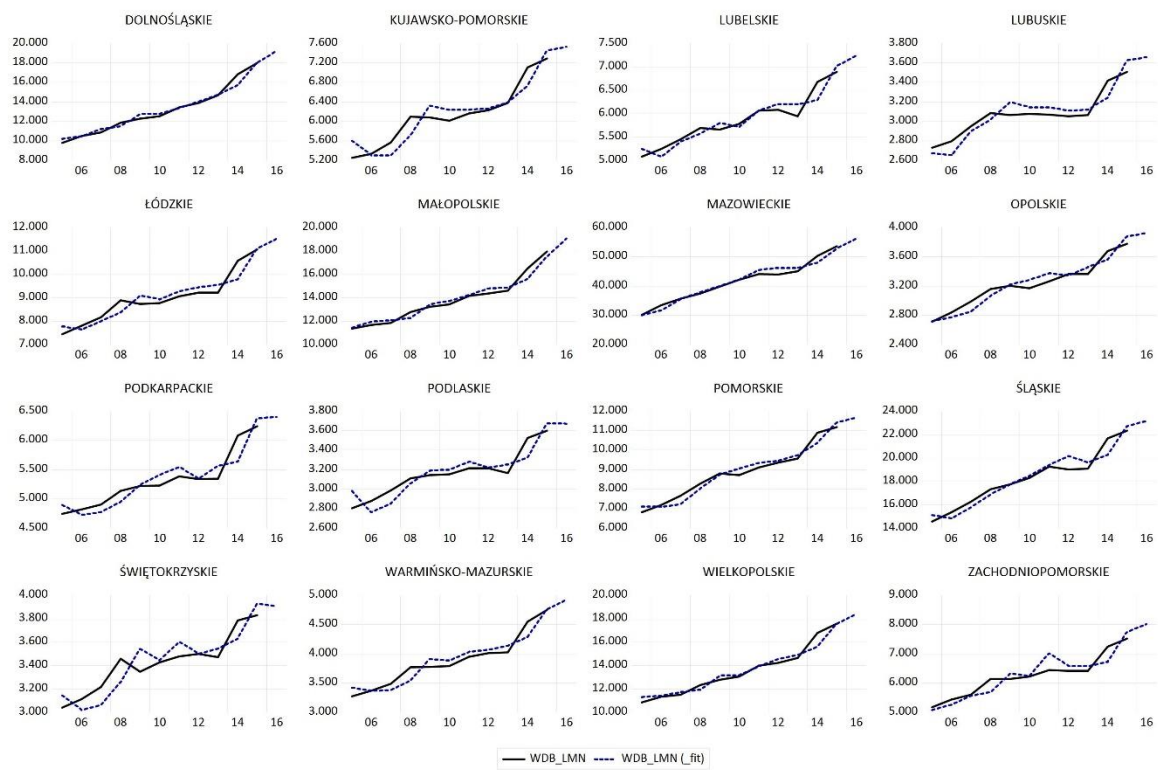 DOLNOŚLĄSKIE
20.000
18.000
16.000
14.000
12.000
10.000
8.000
06 08 10 12 14 16
KUJAWSKO-POMORSKIE
7.600
7.200
6.800
6.400
6.000
5.600
5.200
06 08 10 12 14 16
LUBELSKIE
7.500
7.000
6.500
6.000
5.500
5.000
06 08 10 12 14 16
LUBUSKIE
3.800
3.600
3.400
3.200
3.000
2.800
2.600
06 08 10 12 14 16
ŁÓDZKIE
12.000
11.000
10.000
9.000
8.000
7.000
06 08 10 12 14 16
MAŁOPOLSKIE
20.000
18.000
16.000
14.000
12.000
10.000
06 08 10 12 14 16
MAZOWIECKIE
60.000
50.000
40.000
30.000
20.000
06 08 10 12 14 16
OPOLSKIE
4.000
3.600
3.200
2.800
2.400
06 08 10 12 14 16
PODKARPACKIE
6.500
6.000
5.500
5.000
4.500
06 08 10 12 14 16
PODLASKIE
3.800
3.600
3.400
3.200
3.000
2.800
2.600
06 08 10 12 14 16
POMORSKIE
12.000
11.000
10.000
9.000
8.000
7.000
6.000
06 08 10 12 14 16
ŚLĄSKIE
24.000
22.000
20.000
18.000
16.000
14.000
06 08 10 12 14 16
ŚWIĘTOKRZYSKIE
4.000
3.800
3.600
3.400
3.200
3.000
06 08 10 12 14 16
WARMIŃSKO-MAZURSKIE
5.000
4.500
4.000
3.500
3.000
06 08 10 12 14 16
WIELKOPOLSKIE
20.000
18.000
16.000
14.000
12.000
10.000
06 08 10 12 14 16
ZACHODNIOPOMORSKIE
9.000
8.000
7.000
6.000
5.000
06 08 10 12 14 16
WDB_LMN WDB_LMN (_fit)